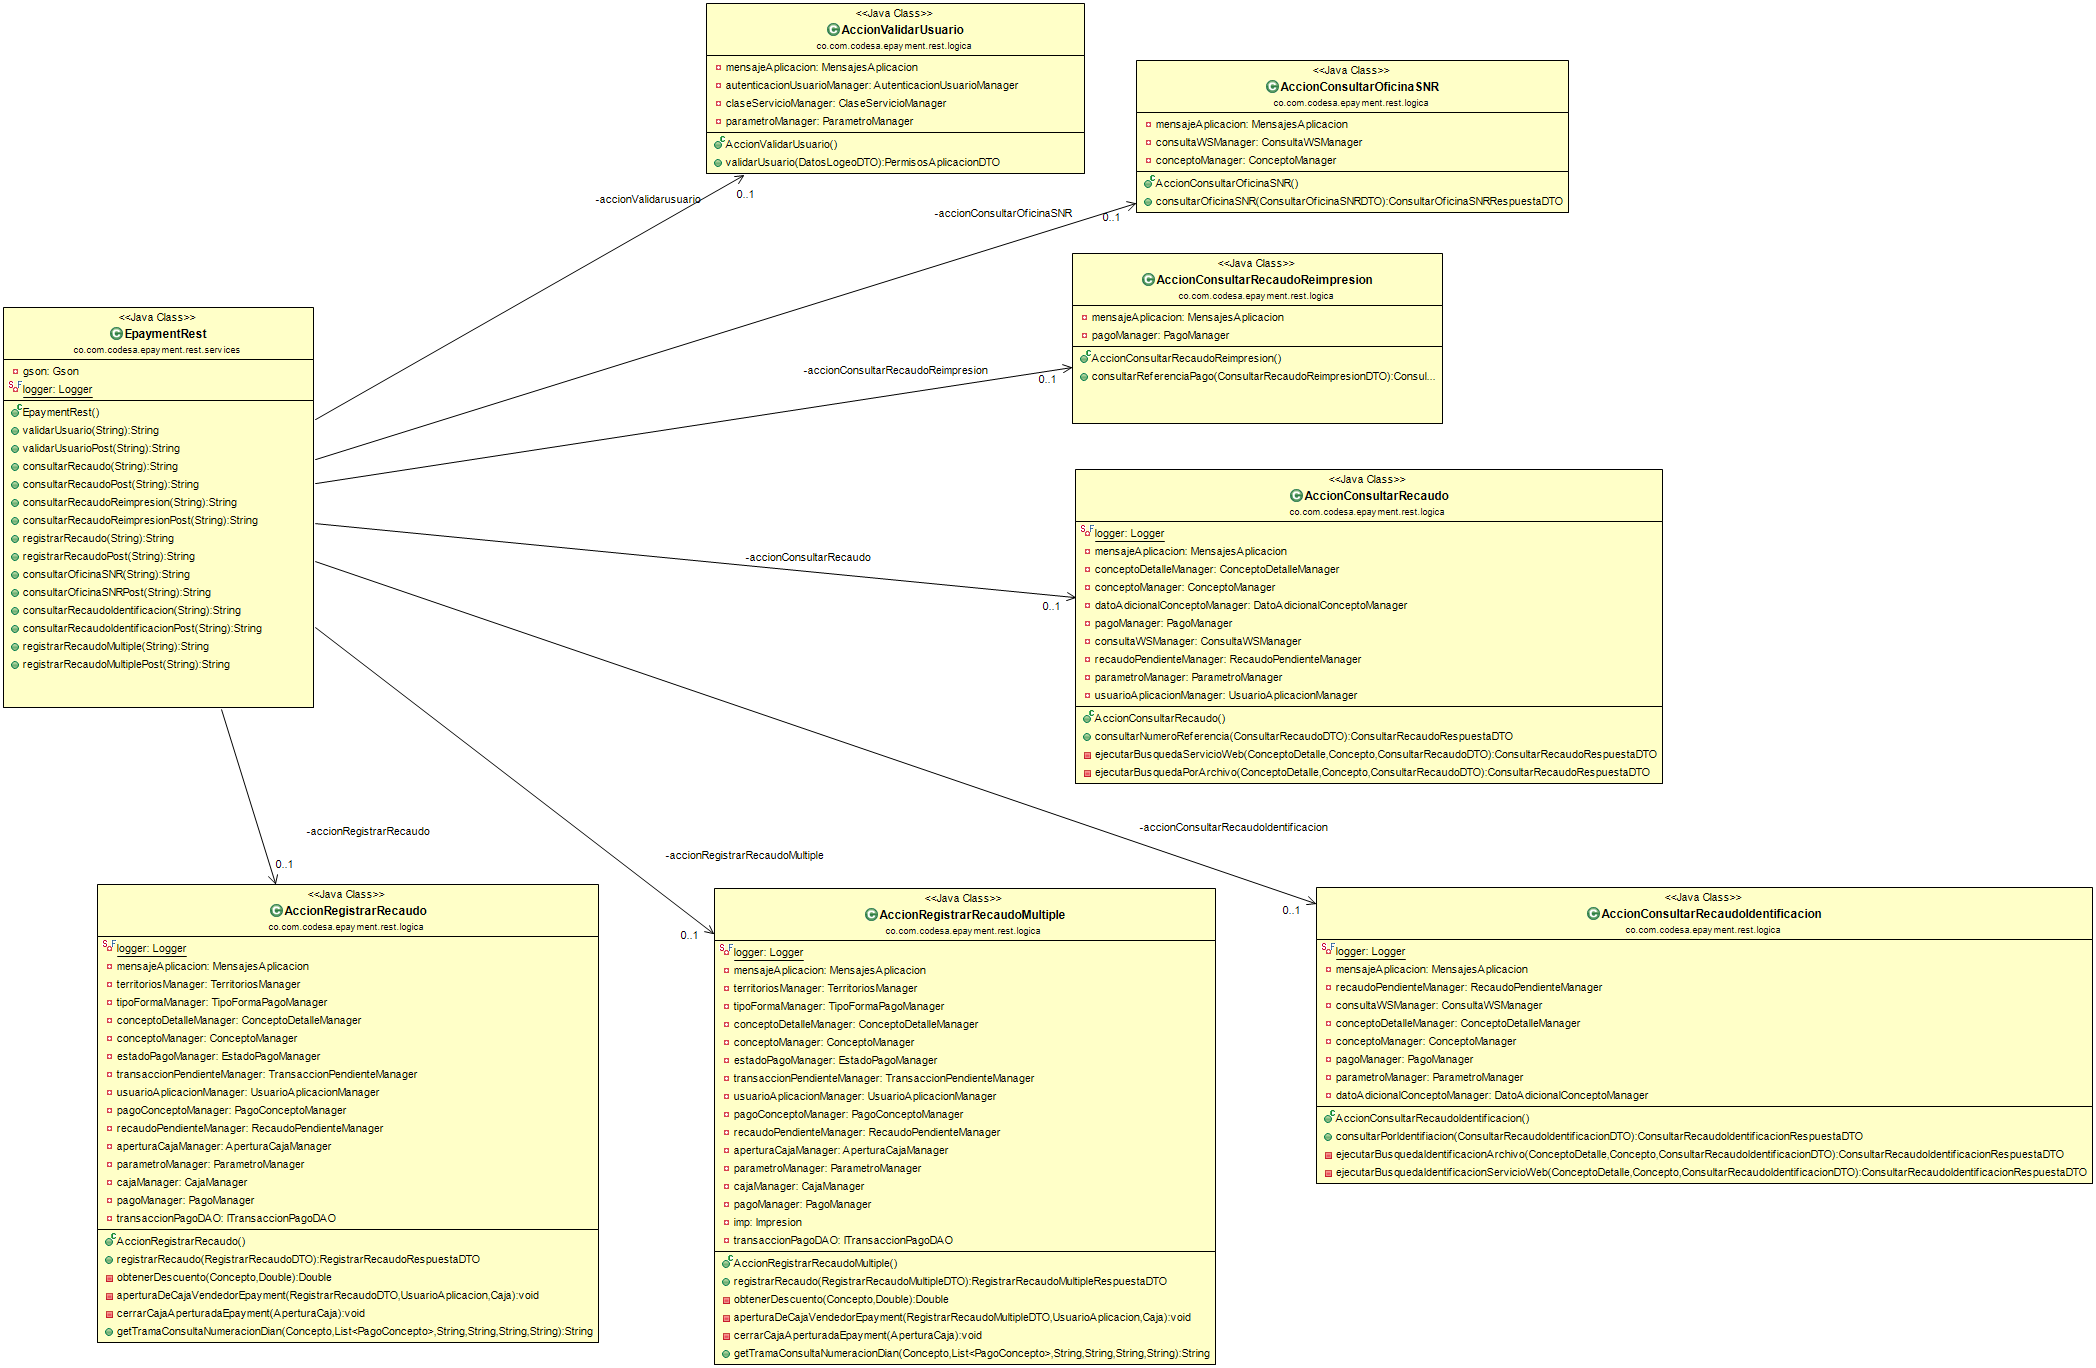 <<Java Class>>
AccionValidarUsuario
co.com.codesa.epayment.rest.logica
mensajeAplicacion: MensajesAplicacion
autenticacionUsuarioManager: AutenticacionUsuarioManager
claseServicioManager: ClaseServicioManager
parametroManager: ParametroManager
AccionValidarUsuario()
validarUsuario(DatosLogeoDTO):PermisosAplicacionDTO
-accionValidarusuario
0..1
<<Java Class>>
AccionConsultarOficinaSNR
co.com.codesa.epayment.rest.logica
mensajeAplicacion: MensajesAplicacion
consultaWSManager: ConsultaWSManager
conceptoManager: ConceptoManager
AccionConsultarOficinaSNR()
consultarOficinaSNR(ConsultarOficinaSNRDTO):ConsultarOficinaSNRRespuestaDTO
-accionConsultarOficinaSNR
0..1
<<Java Class>>
AccionConsultarRecaudoReimpresion
co.com.codesa.epayment.rest.logica
mensajeAplicacion: MensajesAplicacion
pagoManager: PagoManager
AccionConsultarRecaudoReimpresion()
consultarReferenciaPago(ConsultarRecaudoReimpresionDTO):Consul...
-accionConsultarRecaudoReimpresion
0..1
<<Java Class>>
EpaymentRest
co.com.codesa.epayment.rest.services
gson: Gson
logger: Logger
EpaymentRest()
validarUsuario(String):String
validarUsuarioPost(String):String
consultarRecaudo(String):String
consultarRecaudoPost(String):String
consultarRecaudoReimpresion(String):String
consultarRecaudoReimpresionPost(String):String
registrarRecaudo(String):String
registrarRecaudoPost(String):String
consultarOficinaSNR(String):String
consultarOficinaSNRPost(String):String
consultarRecaudoIdentificacion(String):String
consultarRecaudoIdentificacionPost(String):String
registrarRecaudoMultiple(String):String
registrarRecaudoMultiplePost(String):String
<<Java Class>>
AccionConsultarRecaudo
co.com.codesa.epayment.rest.logica
logger: Logger
mensajeAplicacion: MensajesAplicacion
conceptoDetalleManager: ConceptoDetalleManager
conceptoManager: ConceptoManager
datoAdicionalConceptoManager: DatoAdicionalConceptoManager
pagoManager: PagoManager
consultaWSManager: ConsultaWSManager
recaudoPendienteManager: RecaudoPendienteManager
parametroManager: ParametroManager
usuarioAplicacionManager: UsuarioAplicacionManager
AccionConsultarRecaudo()
consultarNumeroReferencia(ConsultarRecaudoDTO):ConsultarRecaudoRespuestaDTO
ejecutarBusquedaServicioWeb(ConceptoDetalle,Concepto,ConsultarRecaudoDTO):ConsultarRecaudoRespuestaDTO
ejecutarBusquedaPorArchivo(ConceptoDetalle,Concepto,ConsultarRecaudoDTO):ConsultarRecaudoRespuestaDTO
-accionConsultarRecaudo
0..1
-accionRegistrarRecaudo
0..1
-accionRegistrarRecaudoMultiple
0..1
-accionConsultarRecaudoIdentificacion
0..1
<<Java Class>>
AccionRegistrarRecaudo
co.com.codesa.epayment.rest.logica
logger: Logger
mensajeAplicacion: MensajesAplicacion
territoriosManager: TerritoriosManager
tipoFormaManager: TipoFormaPagoManager
conceptoDetalleManager: ConceptoDetalleManager
conceptoManager: ConceptoManager
estadoPagoManager: EstadoPagoManager
transaccionPendienteManager: TransaccionPendienteManager
usuarioAplicacionManager: UsuarioAplicacionManager
pagoConceptoManager: PagoConceptoManager
recaudoPendienteManager: RecaudoPendienteManager
aperturaCajaManager: AperturaCajaManager
parametroManager: ParametroManager
cajaManager: CajaManager
pagoManager: PagoManager
transaccionPagoDAO: ITransaccionPagoDAO
AccionRegistrarRecaudo()
registrarRecaudo(RegistrarRecaudoDTO):RegistrarRecaudoRespuestaDTO
obtenerDescuento(Concepto,Double):Double
aperturaDeCajaVendedorEpayment(RegistrarRecaudoDTO,UsuarioAplicacion,Caja):void
cerrarCajaAperturadaEpayment(AperturaCaja):void
getTramaConsultaNumeracionDian(Concepto,List<PagoConcepto>,String,String,String,String):String
<<Java Class>>
AccionRegistrarRecaudoMultiple
co.com.codesa.epayment.rest.logica
logger: Logger
mensajeAplicacion: MensajesAplicacion
territoriosManager: TerritoriosManager
tipoFormaManager: TipoFormaPagoManager
conceptoDetalleManager: ConceptoDetalleManager
conceptoManager: ConceptoManager
estadoPagoManager: EstadoPagoManager
transaccionPendienteManager: TransaccionPendienteManager
usuarioAplicacionManager: UsuarioAplicacionManager
pagoConceptoManager: PagoConceptoManager
recaudoPendienteManager: RecaudoPendienteManager
aperturaCajaManager: AperturaCajaManager
parametroManager: ParametroManager
cajaManager: CajaManager
pagoManager: PagoManager
imp: Impresion
transaccionPagoDAO: ITransaccionPagoDAO
AccionRegistrarRecaudoMultiple()
registrarRecaudo(RegistrarRecaudoMultipleDTO):RegistrarRecaudoMultipleRespuestaDTO
obtenerDescuento(Concepto,Double):Double
aperturaDeCajaVendedorEpayment(RegistrarRecaudoMultipleDTO,UsuarioAplicacion,Caja):void
cerrarCajaAperturadaEpayment(AperturaCaja):void
getTramaConsultaNumeracionDian(Concepto,List<PagoConcepto>,String,String,String,String):String
<<Java Class>>
AccionConsultarRecaudoIdentificacion
co.com.codesa.epayment.rest.logica
logger: Logger
mensajeAplicacion: MensajesAplicacion
recaudoPendienteManager: RecaudoPendienteManager
consultaWSManager: ConsultaWSManager
conceptoDetalleManager: ConceptoDetalleManager
conceptoManager: ConceptoManager
pagoManager: PagoManager
parametroManager: ParametroManager
datoAdicionalConceptoManager: DatoAdicionalConceptoManager
AccionConsultarRecaudoIdentificacion()
consultarPorIdentifiacion(ConsultarRecaudoIdentificacionDTO):ConsultarRecaudoIdentificacionRespuestaDTO
ejecutarBusquedaIdentificacionArchivo(ConceptoDetalle,Concepto,ConsultarRecaudoIdentificacionDTO):ConsultarRecaudoIdentificacionRespuestaDTO
ejecutarBusquedaIdentificacionServicioWeb(ConceptoDetalle,Concepto,ConsultarRecaudoIdentificacionDTO):ConsultarRecaudoIdentificacionRespuestaDTO